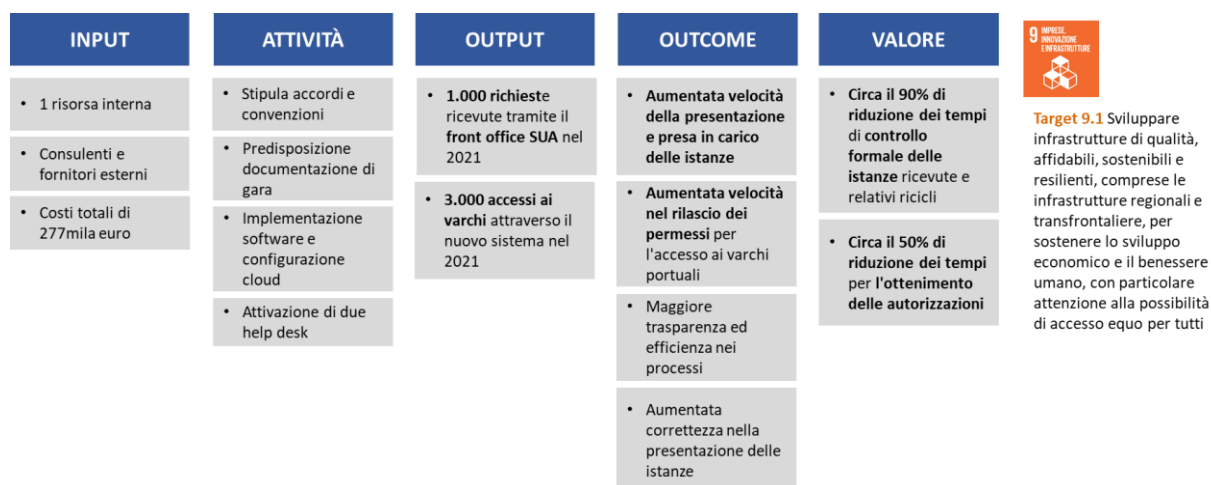 INPUT
• 1 risorsa interna
• Consulenti e
fornitori esterni
• Costi totali di
277mila euro
ATTIVITÀ
• Stipula accordi e
convenzioni
• Predisposizione
documentazione di
gara
• Implementazione
software e
configurazione
cloud
• Attivazione di due
help desk
OUTPUT
• 1.000 richieste
ricevute tramite il
front office SUA nel
2021
• 3.000 accessi ai
varchi attraverso il
nuovo sistema nel
2021
OUTCOME
• Aumentata velocità
della presentazione
e presa in carico
delle istanze
• Aumentata velocità
nel rilascio dei
permessi per
l'accesso ai varchi
portuali
• Maggiore
trasparenza ed
efficienza nei
processi
• Aumentata
correttezza nella
presentazione delle
istanze
VALORE
• Circa il 90% di
riduzione dei tempi
di controllo
formale delle
istanze ricevute e
relativi ricicli
• Circa il 50% di
riduzione dei tempi
per l'ottenimento
delle autorizzazioni
9 IMPRESE,
INNOVAZIONE
E INFRASTRUTTURE
Target 9.1 Sviluppare
infrastrutture di qualità,
affidabili, sostenibili e
resilienti, comprese le
infrastrutture regionali e
transfrontaliere, per
sostenere lo sviluppo
economico e il benessere
umano, con particolare
attenzione alla possibilità
di accesso equo per tutti